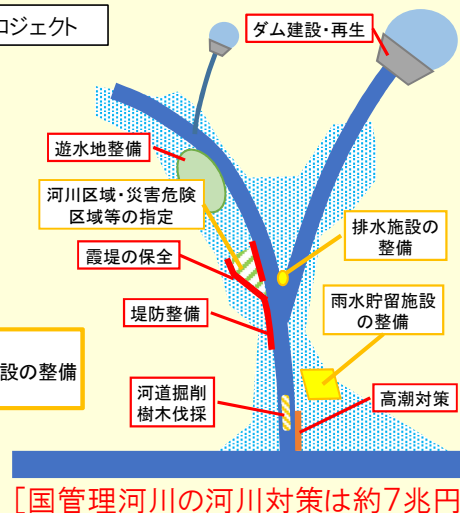 ロジェクト
ダム建設・再生
遊水地整備
河川区域・災害危険
区域等の指定
排水施設の
整備
霞堤の保全
雨水貯留施設
の整備
堤防整備
設の整備
河道掘削
樹木伐採
高潮対策
［国管理河川の河川対策は約7兆円